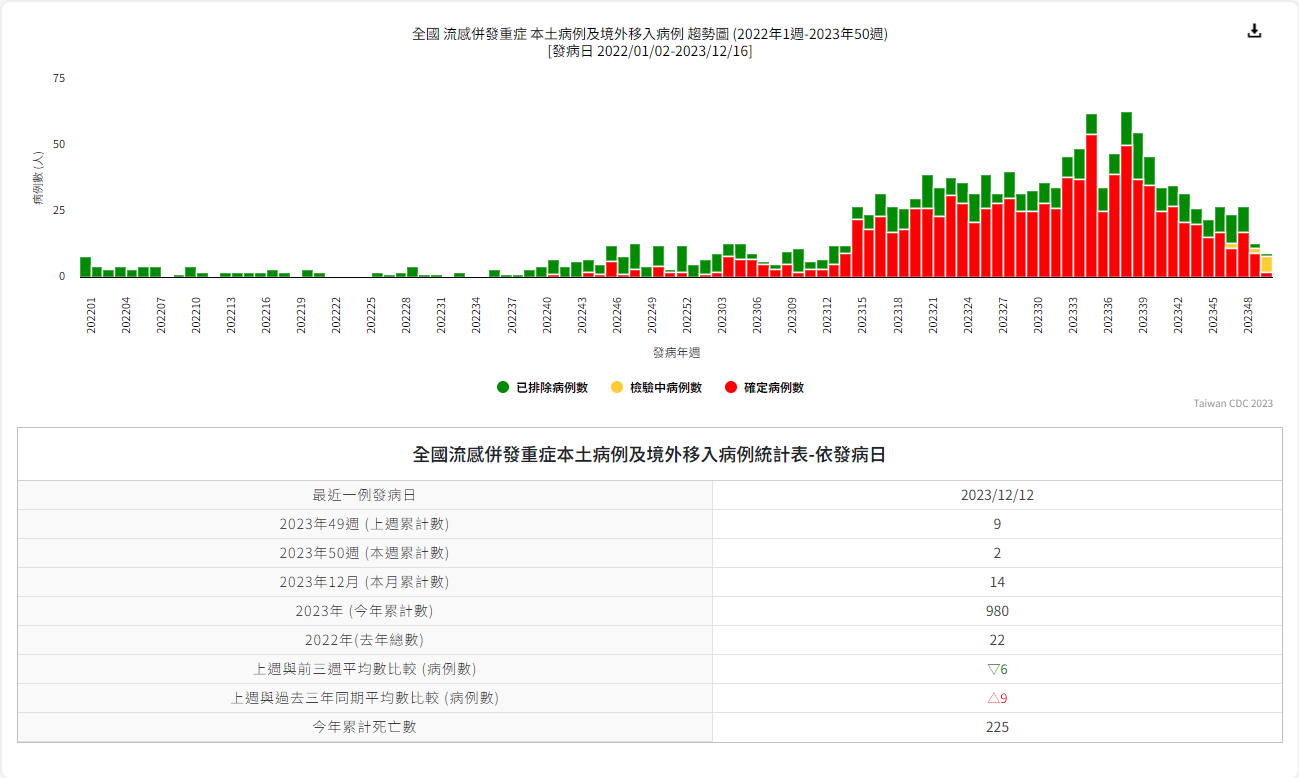 全國 流感併發重症 本土病例及境外移入病例 趨勢圖 (2022年1週-2023年50週)
[發病日 2022/01/02-2023/12/16]
75
50
25
0
病例數 (人)
202201
202204
202207
202210
202213
202216
202219
202222
202225
202228
202231
202234
202237
202240
202243
202246
202249
202252
202303
202306
202309
202312
202315
202318
202321
202324
202327
202330
202333
202336
202339
202342
202345
202348
發病年週
已排除病例數 檢驗中病例數 確定病例數
Taiwan CDC 2023
全國流感併發重症本土病例及境外移入病例統計表-依發病日
最近一例發病日 2023/12/12
2023年49週 (上週累計數) 9
2023年50週 (本週累計數) 2
2023年12月 (本月累計數) 14
2023年 (今年累計數) 980
2022年(去年總數) 22
上週與前三週平均數比較 (病例數) ▽6
上週與過去三年同期平均數比較 (病例數) △9
今年累計死亡數 225